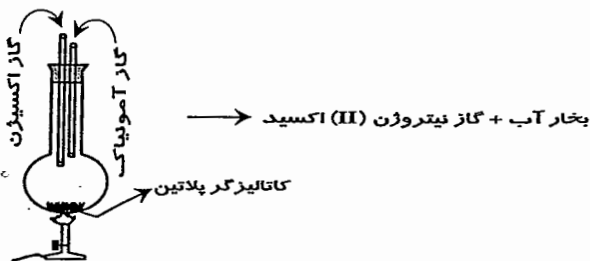 گاز اکسیژن
گاز آمونیاک
بخار آب + گاز نیتروژن (II) اکسید
کاتالیزگر پلاتین